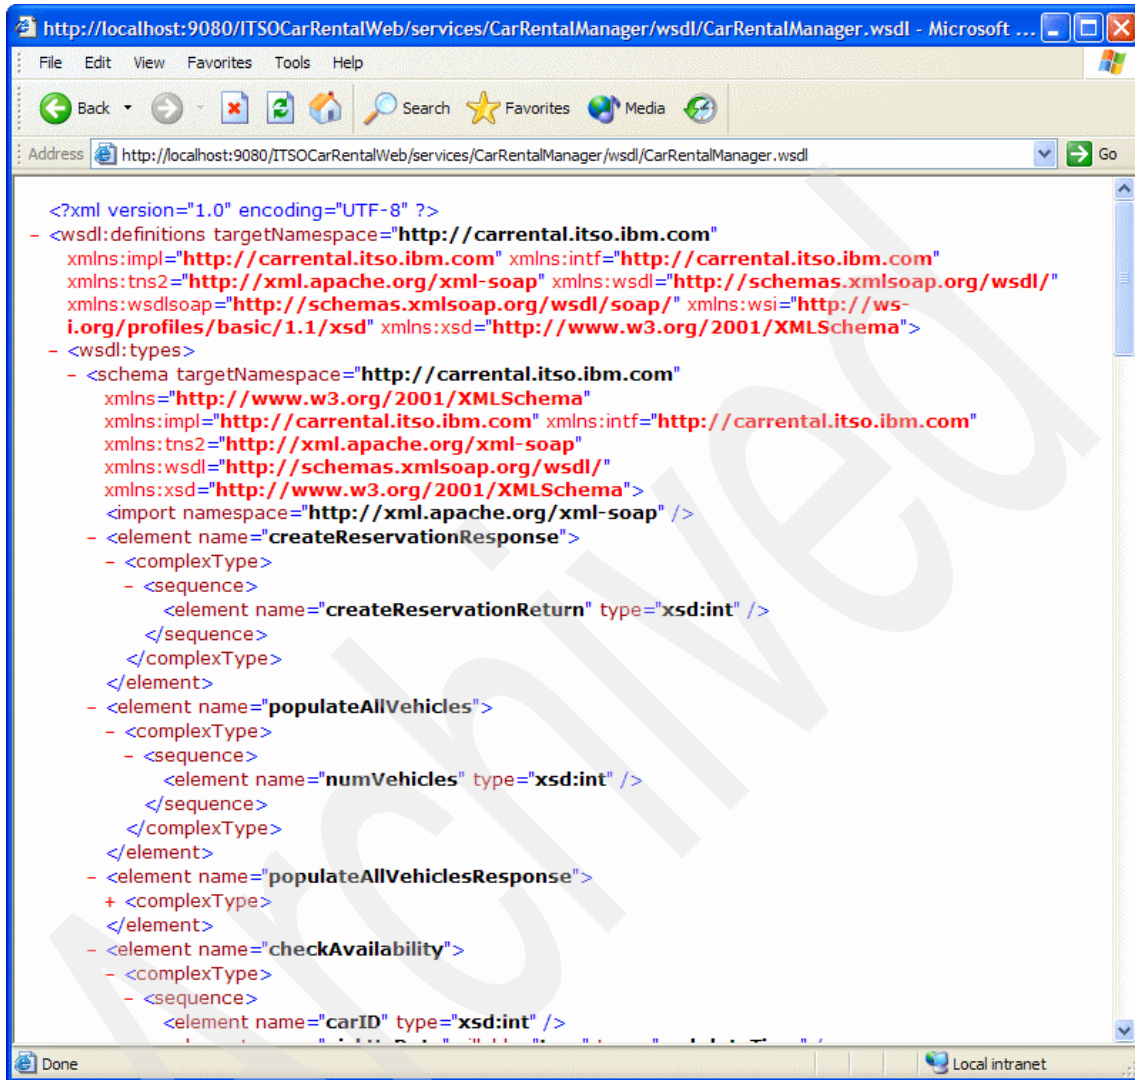 http://localhost:9080/ITSOCarRentalWeb/services/CarRentalManager/wsdl/CarRentalManager.wsdl - Microsoft ...
File Edit View Favorites Tools Help
Back Search Favorites Media
Address http://localhost:9080/ITSOCarRentalWeb/services/CarRentalManager/wsdl/CarRentalManager.wsdl Go
<?xml version="1.0" encoding="UTF-8" ?>
- <wsdl:definitions targetNamespace="http://carrental.itso.ibm.com"
xmlns:impl="http://carrental.itso.ibm.com" xmlns:intf="http://carrental.itso.ibm.com"
xmlns:tns2="http://xml.apache.org/xml-soap" xmlns:wsdl="http://schemas.xmlsoap.org/wsdl/"
xmlns:wsdlsoap="http://schemas.xmlsoap.org/wsdl/soap/" xmlns:wsi="http://ws-
i.org/profiles/basic/1.1/xsd" xmlns:xsd="http://www.w3.org/2001/XMLSchema">
- <wsdl:types>
- <schema targetNamespace="http://carrental.itso.ibm.com"
xmlns="http://www.w3.org/2001/XMLSchema"
xmlns:impl="http://carrental.itso.ibm.com" xmlns:intf="http://carrental.itso.ibm.com"
xmlns:tns2="http://xml.apache.org/xml-soap"
xmlns:wsdl="http://schemas.xmlsoap.org/wsdl/"
xmlns:xsd="http://www.w3.org/2001/XMLSchema">
<import namespace="http://xml.apache.org/xml-soap" />
- <element name="createReservationResponse">
- <complexType>
- <sequence>
<element name="createReservationReturn" type="xsd:int" />
</sequence>
</complexType>
</element>
- <element name="populateAllVehicles">
- <complexType>
- <sequence>
<element name="numVehicles" type="xsd:int" />
</sequence>
</complexType>
</element>
- <element name="populateAllVehiclesResponse">
+ <complexType>
</element>
- <element name="checkAvailability">
- <complexType>
- <sequence>
<element name="carID" type="xsd:int" />
Done Local intranet
Archived